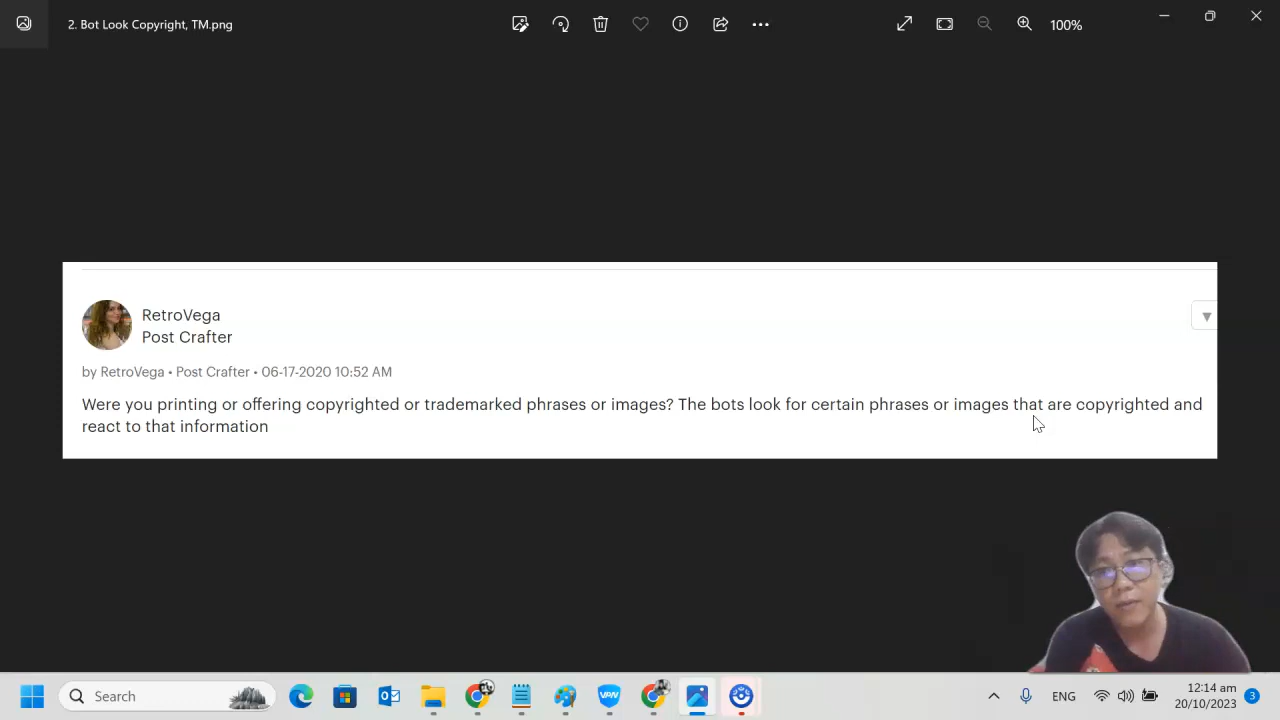 2. Bot Look Copyright, TM.png
100%
RetroVega
Post Crafter
by RetroVega • Post Crafter • 06-17-2020 10:52 AM
Were you printing or offering copyrighted or trademarked phrases or images? The bots look for certain phrases or images that are copyrighted and
react to that information
Search
VPN
ENG
12:14 am
20/10/2023
3